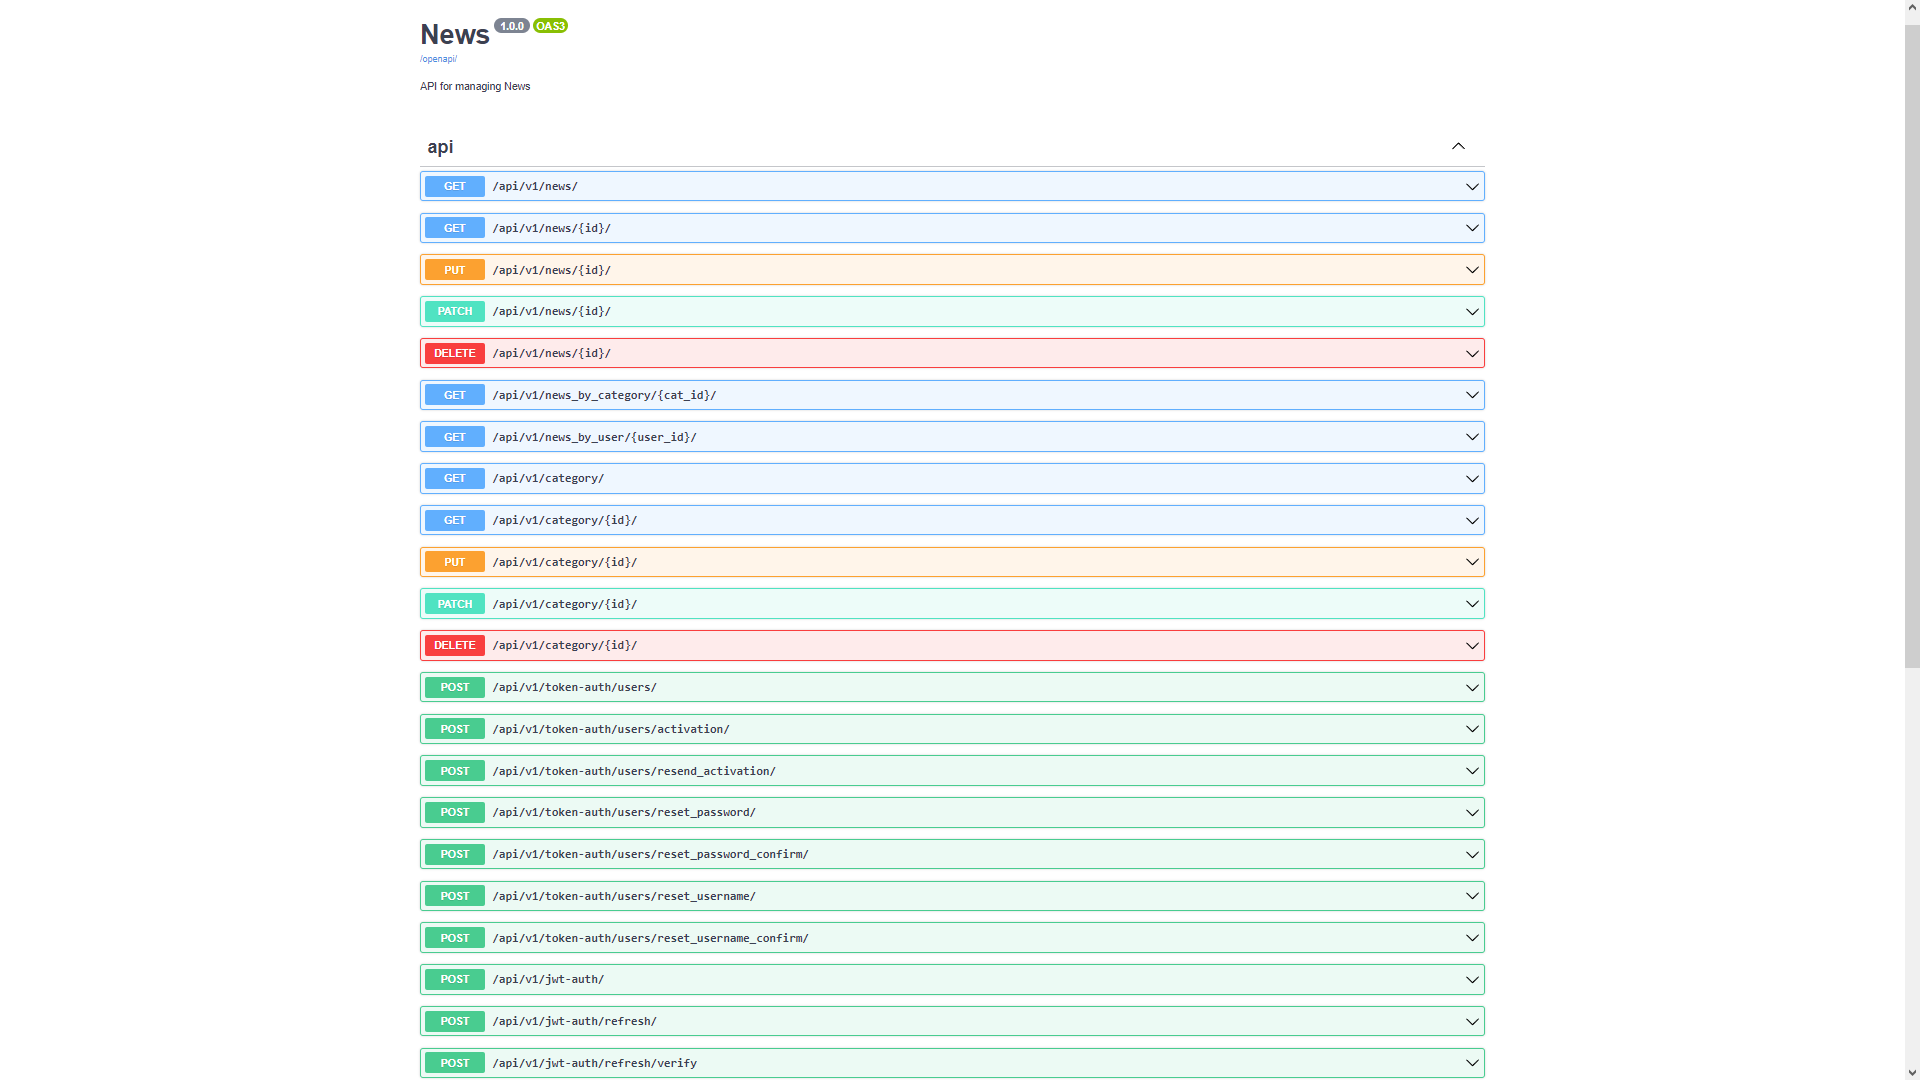 News 1.0.0 OAS3
/openapi/
API for managing News
api
GET /api/v1/news/
GET /api/v1/news/{id}/
PUT /api/v1/news/{id}/
PATCH /api/v1/news/{id}/
DELETE /api/v1/news/{id}/
GET /api/v1/news_by_category/{cat_id}/
GET /api/v1/news_by_user/{user_id}/
GET /api/v1/category/
GET /api/v1/category/{id}/
PUT /api/v1/category/{id}/
PATCH /api/v1/category/{id}/
DELETE /api/v1/category/{id}/
POST /api/v1/token-auth/users/
POST /api/v1/token-auth/users/activation/
POST /api/v1/token-auth/users/resend_activation/
POST /api/v1/token-auth/users/reset_password/
POST /api/v1/token-auth/users/reset_password_confirm/
POST /api/v1/token-auth/users/reset_username/
POST /api/v1/token-auth/users/reset_username_confirm/
POST /api/v1/jwt-auth/
POST /api/v1/jwt-auth/refresh/
POST /api/v1/jwt-auth/refresh/verify